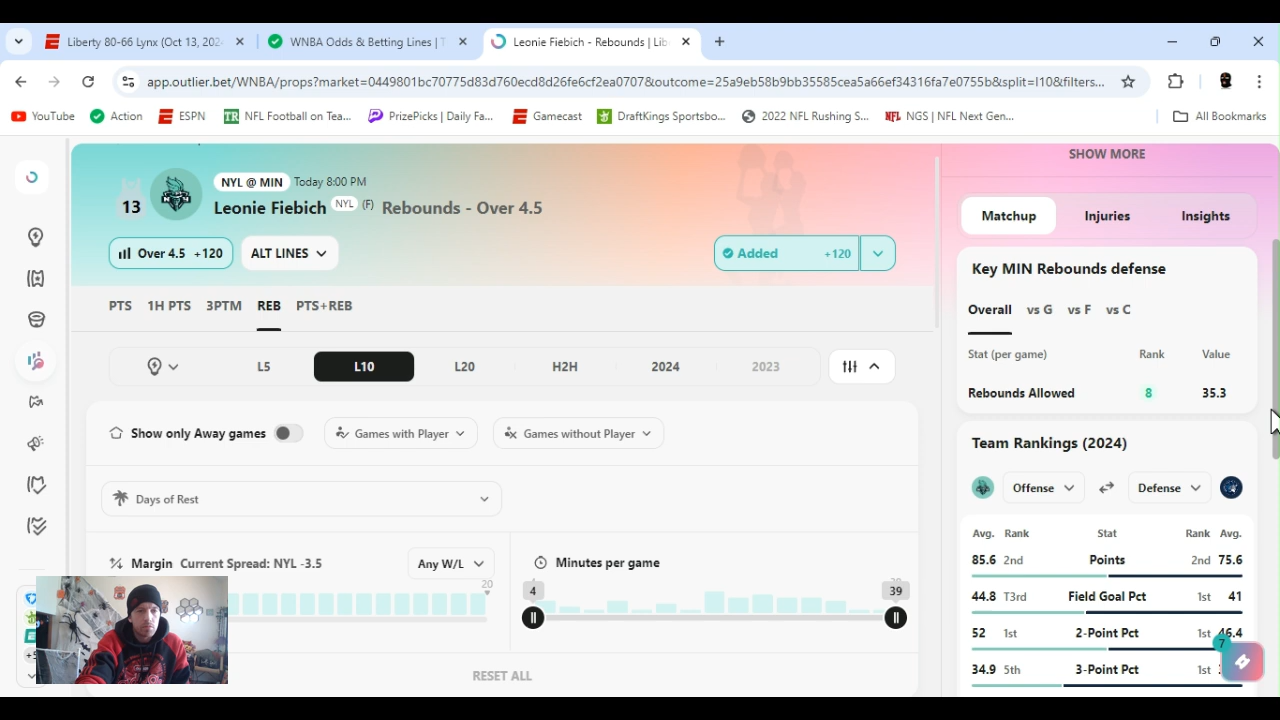 Liberty 80-66 Lynx (Oct 13, 202
WNBA Odds & Betting Lines | T
Leonie Fiebich - Rebounds | Lib
app.outlier.bet/WNBA/props?market=0449801bc70775d83d760ecd8d26fe6cf2ea0707&outcome=25a9eb58b9bb35585cea5a66ef34316fa7e0755b&split=l10&filters...
YouTube Action ESPN NFL Football on Tea... PrizePicks | Daily Fa... Gamecast DraftKings Sportsbo... 2022 NFL Rushing S... NGS | NFL Next Gen... All Bookmarks
SHOW MORE
13
NYL @ MIN Today 8:00 PM
Leonie Fiebich NYL (F) Rebounds - Over 4.5
Over 4.5 +120 ALT LINES Added +120
PTS 1H PTS 3PTM REB PTS+REB
L5 L10 L20 H2H 2024 2023
Show only Away games Games with Player Games without Player
Days of Rest
Margin Current Spread: NYL -3.5 Any W/L
20
Minutes per game
4 39
RESET ALL
Matchup Injuries Insights
Key MIN Rebounds defense
Overall vs G vs F vs C
Stat (per game) Rank Value
Rebounds Allowed 8 35.3
Team Rankings (2024)
Offense Defense
Avg. Rank Stat Rank Avg.
85.6 2nd Points 2nd 75.6
44.8 T3rd Field Goal Pct 1st 41
52 1st 2-Point Pct 1st 46.4
7
34.9 5th 3-Point Pct 1st